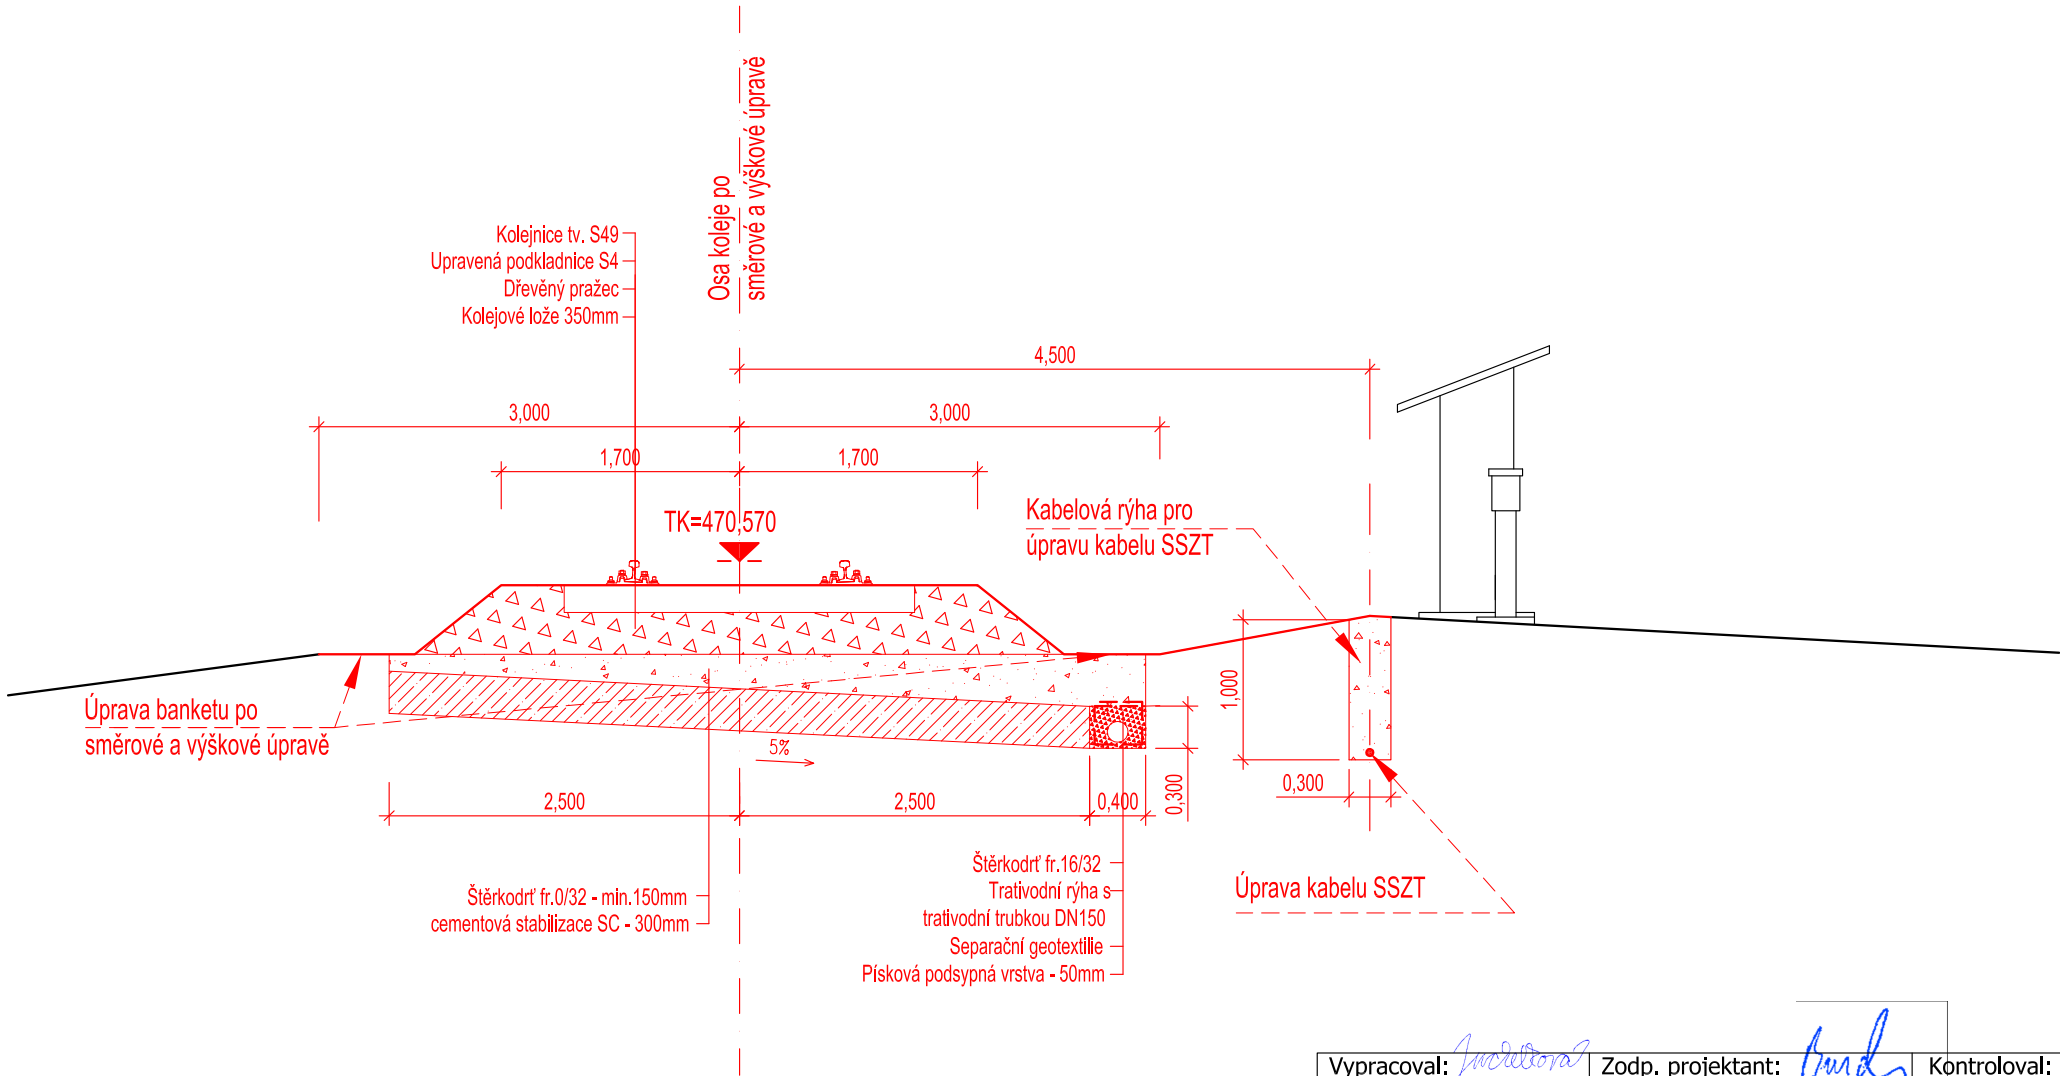 Osa koleje po
směrové a výškové úpravě
Kolejnice tv. S49
Upravená podkladnice S4
Dřevěný pražec
Kolejové lože 350mm
4,500
3,000
3,000
1,700
1,700
TK=470,570
Kabelová rýha pro
úpravu kabelu SSZT
Úprava banketu po
směrové a výškové úpravě
5%
1,000
0,300
0,300
2,500
2,500
0,400
Štěrkodrť fr.0/32 - min.150mm
cementová stabilizace SC - 300mm
Štěrkodrť fr.16/32
Trativodní rýha s
trativodní trubkou DN150
Separační geotextilie
Písková podsypná vrstva - 50mm
Úprava kabelu SSZT
Vypracoval:
Zodp. projektant:
Kontroloval: